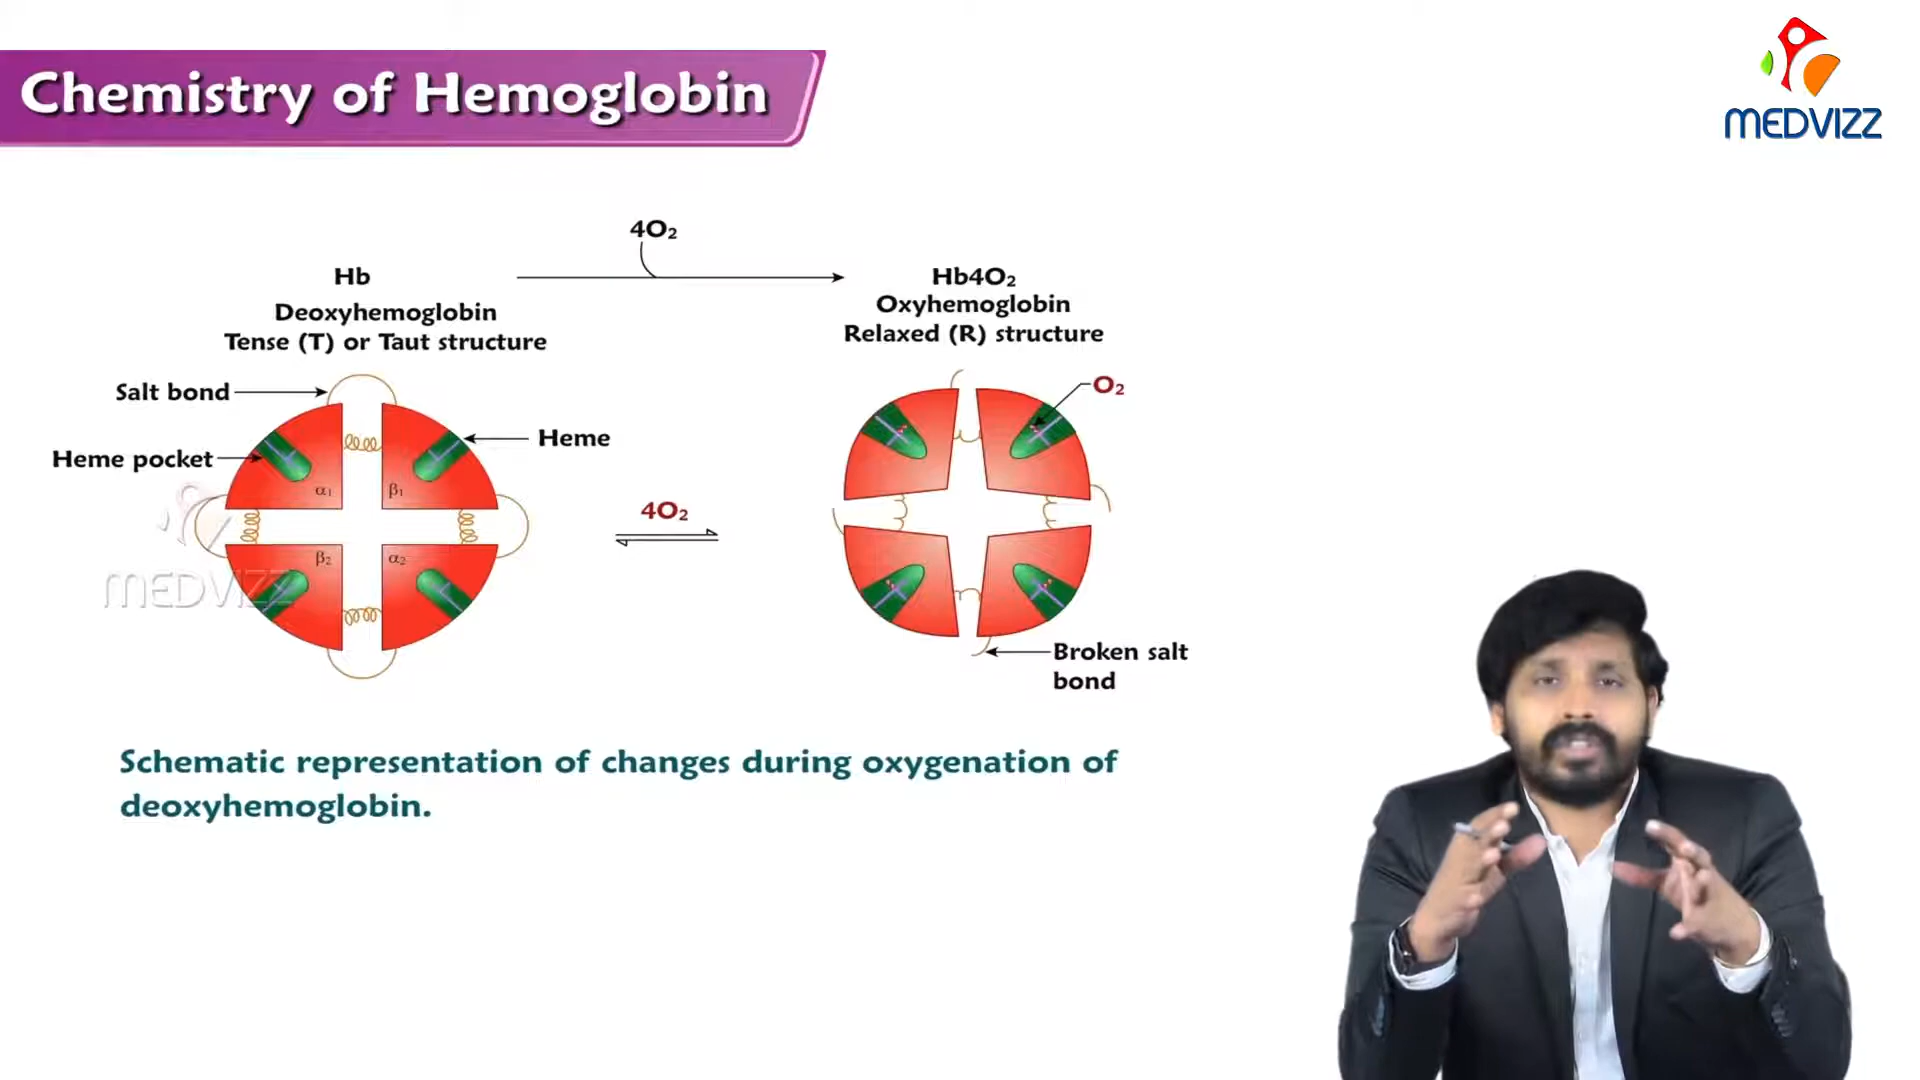 Chemistry of Hemoglobin
MEDVIZZ
4O₂
Hb
Deoxyhemoglobin
Tense (T) or Taut structure
Hb4O₂
Oxyhemoglobin
Relaxed (R) structure
Salt bond
Heme pocket
Heme
O₂
α₁
β₁
4O₂
β₂
α₂
MEDVIZZ
Broken salt
bond
Schematic representation of changes during oxygenation of
deoxyhemoglobin.